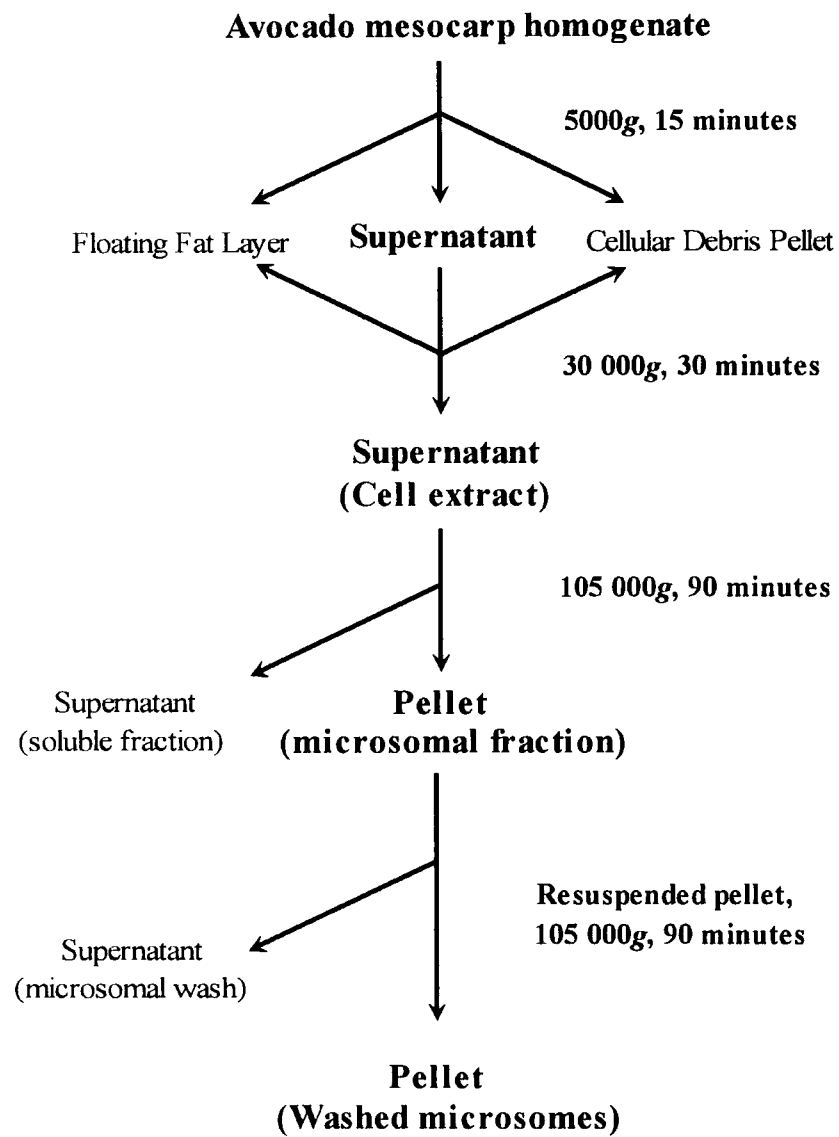 Avocado mesocarp homogenate
5000g, 15 minutes
Floating Fat Layer
Supernatant
Cellular Debris Pellet
30 000g, 30 minutes
Supernatant
(Cell extract)
105 000g, 90 minutes
Supernatant
(soluble fraction)
Pellet
(microsomal fraction)
Resuspended pellet,
105 000g, 90 minutes
Supernatant
(microsomal wash)
Pellet
(Washed microsomes)